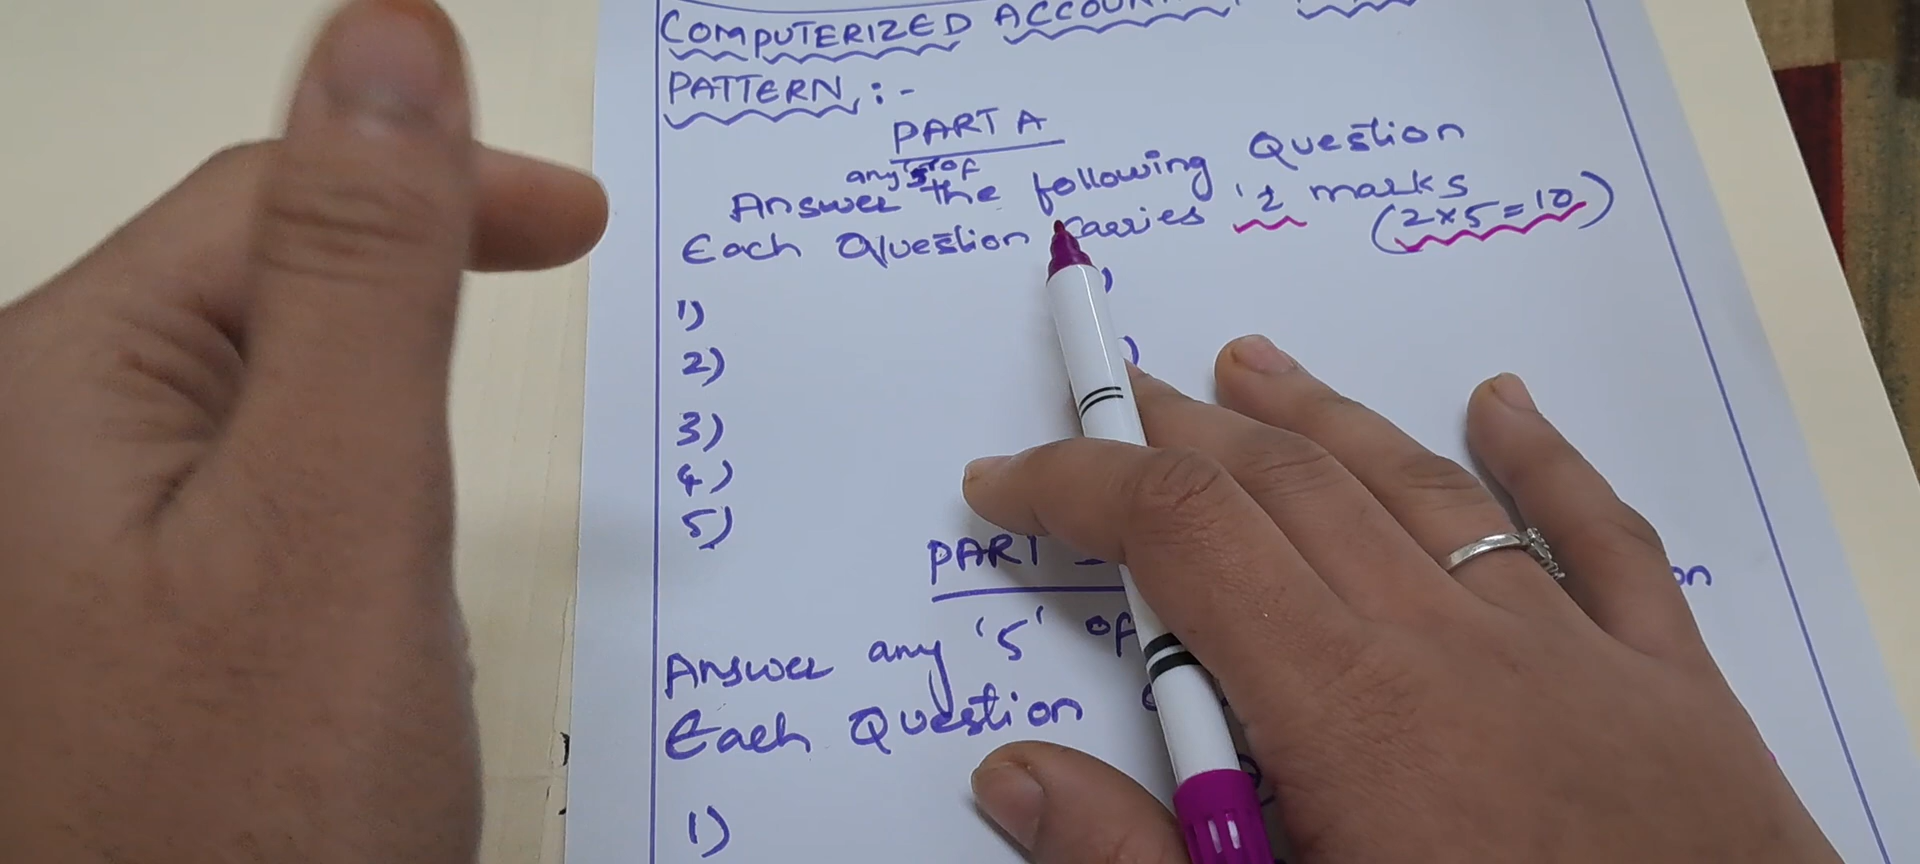 COMPUTERIZED
PATTERN :-
PART A
any 5 of
Answer the following Question
Each Question carries '2 marks (2×5=10)
1)
2)
3)
4)
5)
PART -
Answer any '5' of
Each Question
1)